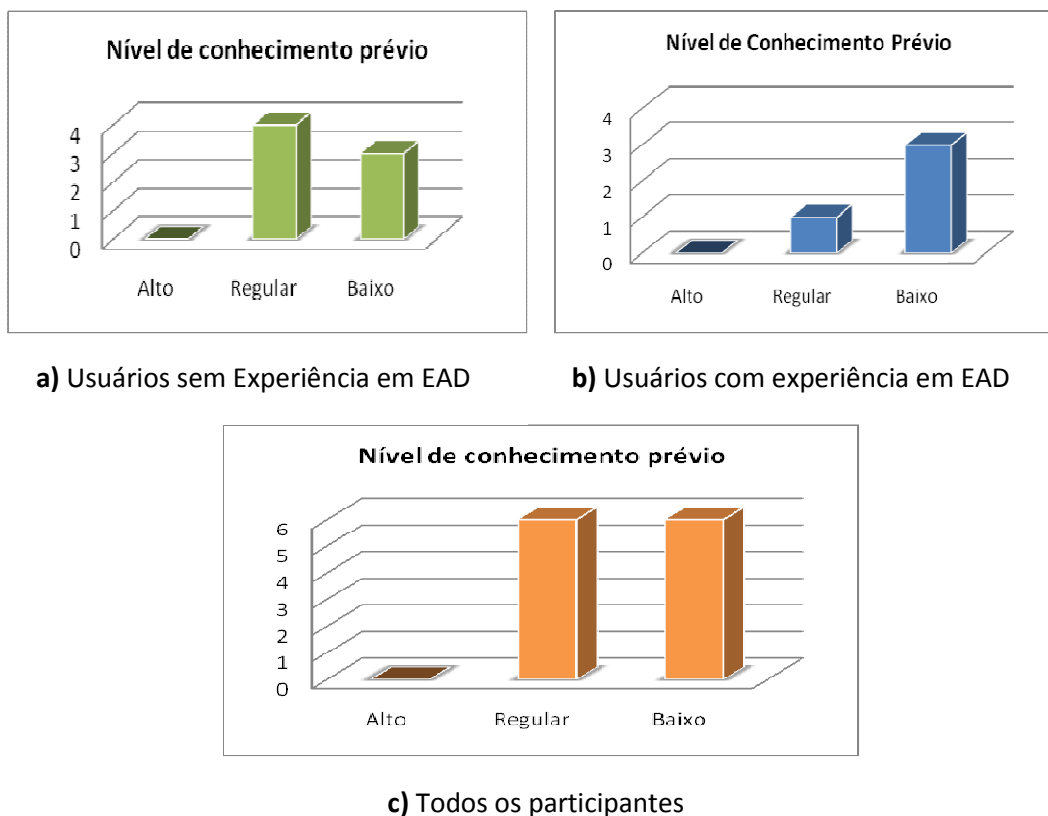 Nível de conhecimento prévio
4
3
2
1
0
Alto Regular Baixo
Nível de Conhecimento Prévio
4
3
2
1
0
Alto Regular Baixo
a) Usuários sem Experiência em EAD
b) Usuários com experiência em EAD
Nível de conhecimento prévio
6
5
4
3
2
1
0
Alto Regular Baixo
c) Todos os participantes